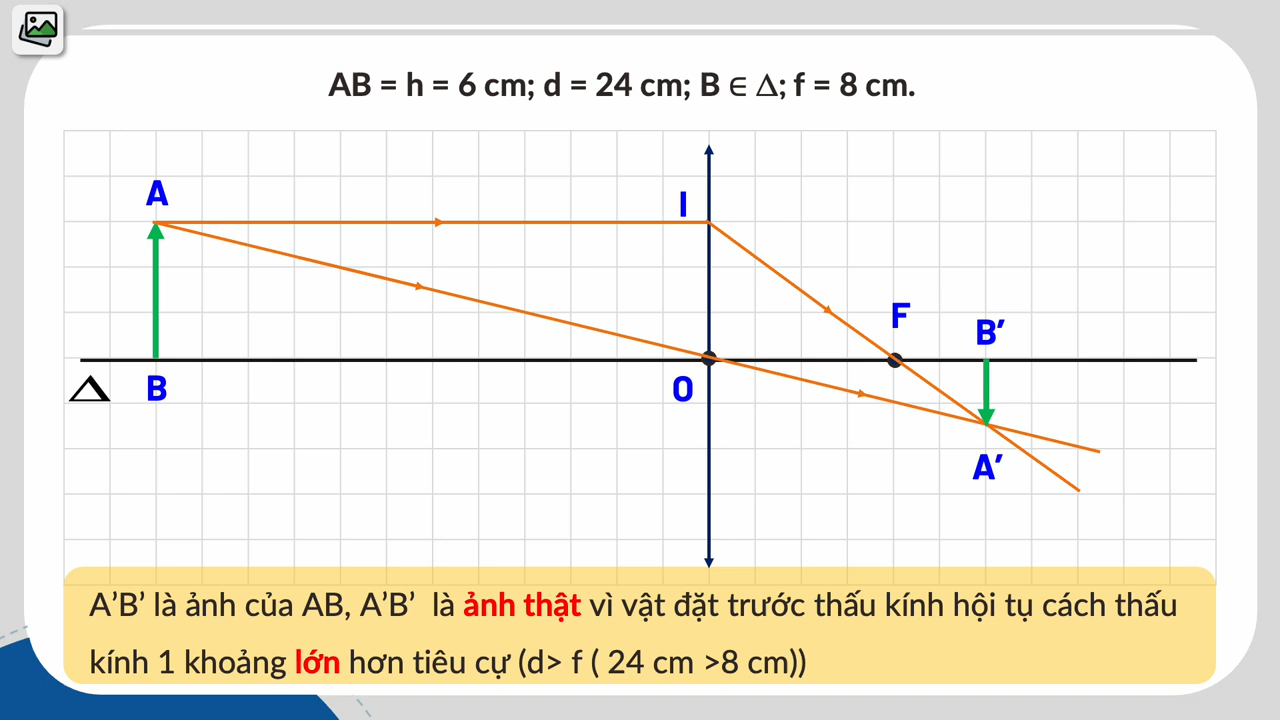 AB = h = 6 cm; d = 24 cm; B ∈ Δ; f = 8 cm.
A
I
F
B’
Δ
B
O
A’
A’B’ là ảnh của AB, A’B’ là ảnh thật vì vật đặt trước thấu kính hội tụ cách thấu
kính 1 khoảng lớn hơn tiêu cự (d> f ( 24 cm >8 cm))